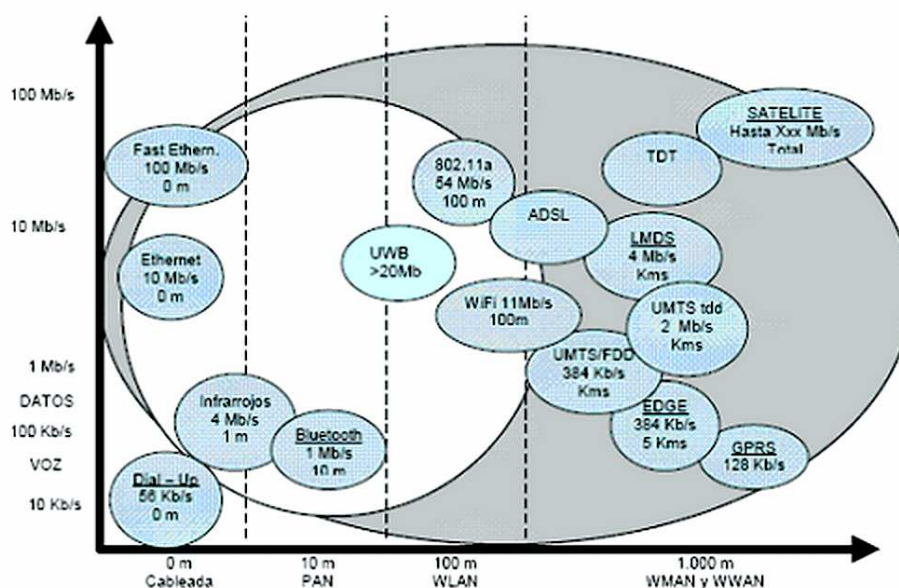 100 Mb/s
10 Mb/s
1 Mb/s
DATOS
100 Kb/s
VOZ
10 Kb/s
Fast Ethern.
100 Mb/s
0 m
Ethernet
10 Mb/s
0 m
Infrarrojos
4 Mb/s
1 m
Bluetooth
1 Mb/s
10 m
Dial – Up
56 Kb/s
0 m
802.11a
54 Mb/s
100 m
UWB
>20Mb
WiFi 11Mb/s
100m
ADSL
TDT
SATELITE
Hasta Xxx Mb/s
Total
LMDS
4 Mb/s
Kms
UMTS tdd
2 Mb/s
Kms
UMTS/FDD
384 Kb/s
Kms
EDGE
384 Kb/s
5 Kms
GPRS
128 Kb/s
0 m
Cableada
10 m
PAN
100 m
WLAN
1.000 m
WMAN y WWAN